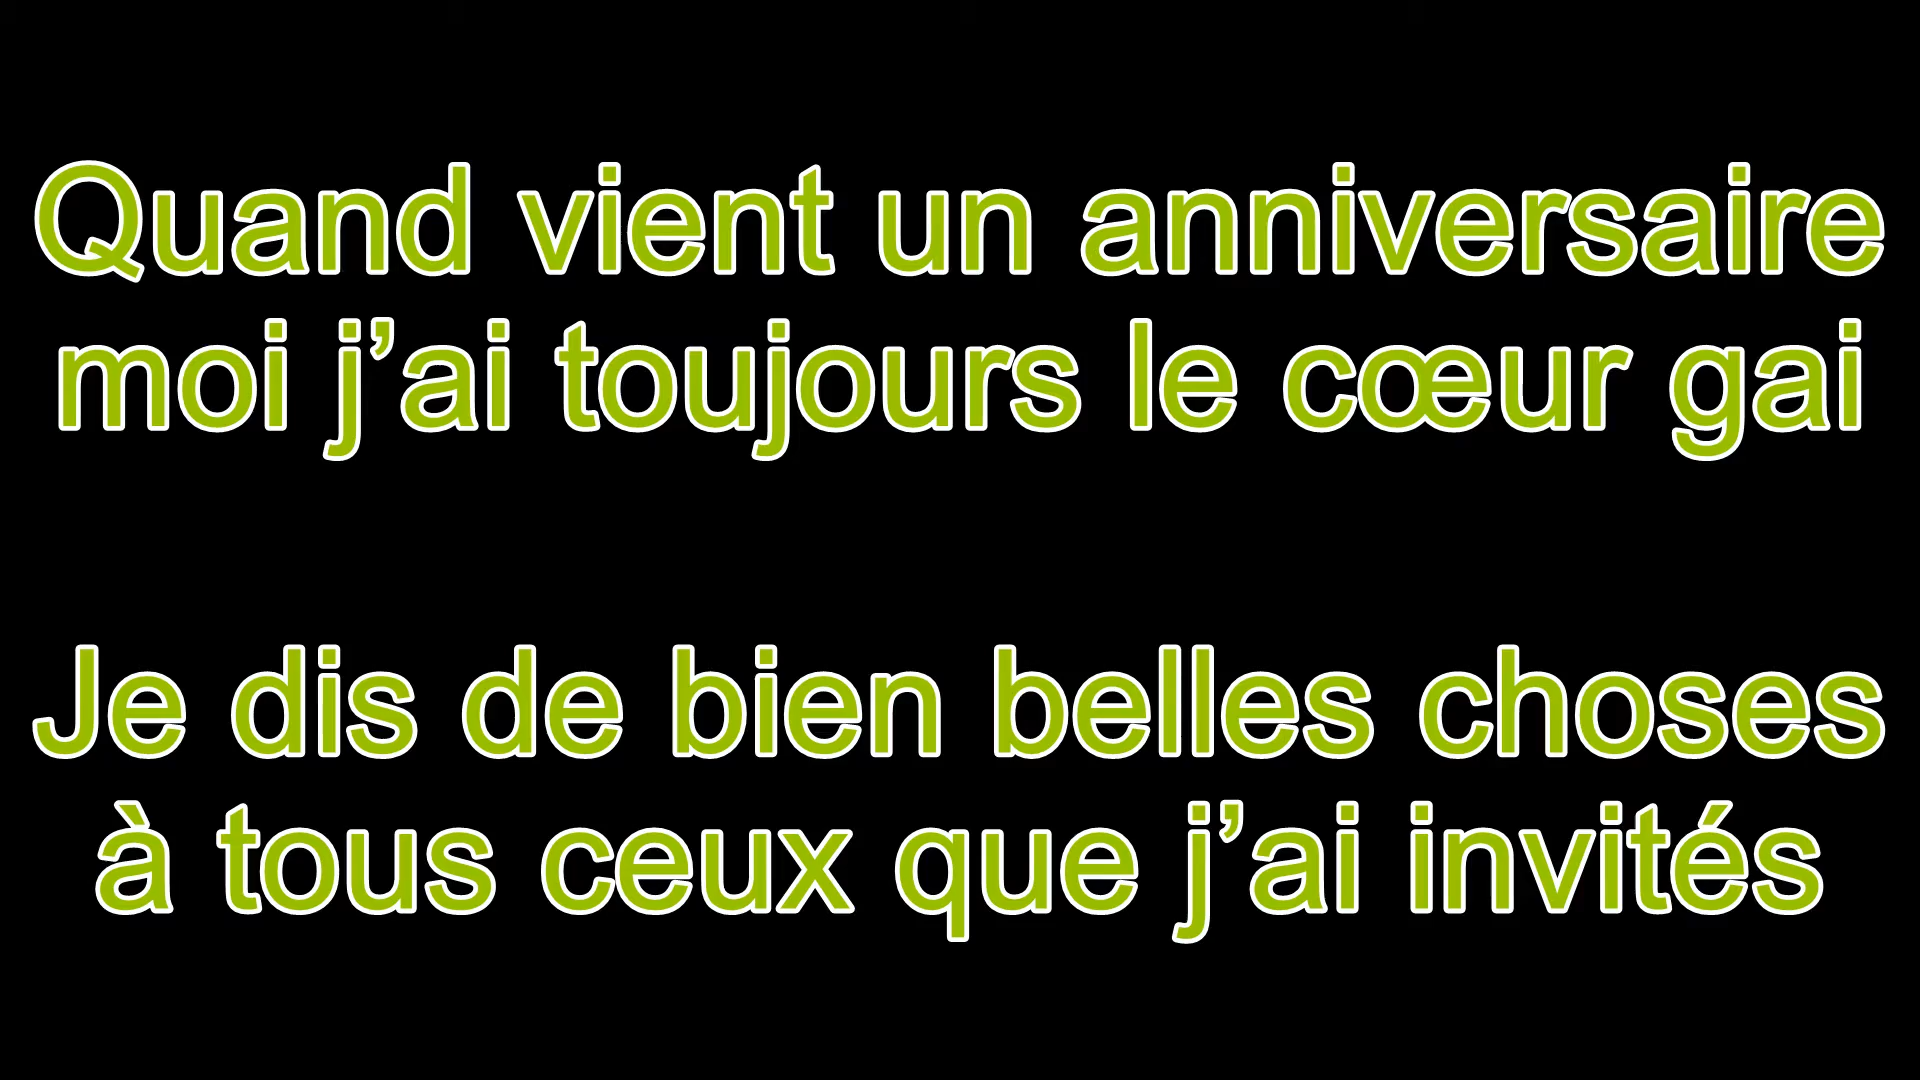 Quand vient un anniversaire
moi j’ai toujours le cœur gai
Je dis de bien belles choses
à tous ceux que j’ai invités